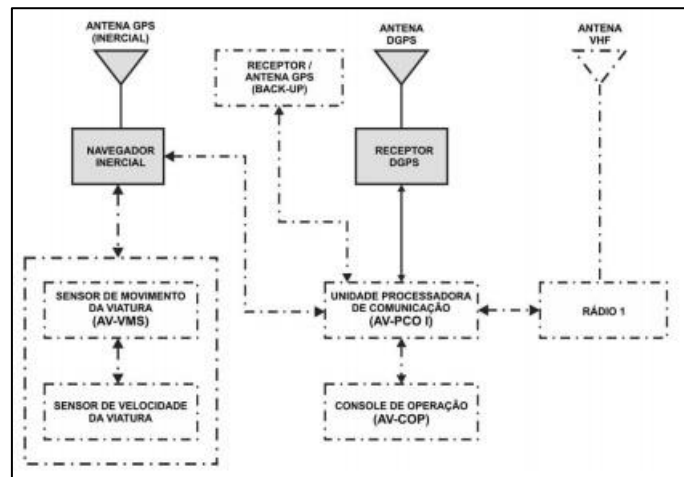 ANTENA GPS
(INERCIAL)
ANTENA
DGPS
ANTENA
VHF
RECEPTOR /
ANTENA GPS
(BACK-UP)
NAVEGADOR
INERCIAL
RECEPTOR
DGPS
SENSOR DE MOVIMENTO
DA VIATURA
(AV-VMS)
UNIDADE PROCESSADORA
DE COMUNICAÇÃO
(AV-PCO I)
RÁDIO 1
SENSOR DE VELOCIDADE
DA VIATURA
CONSOLE DE OPERAÇÃO
(AV-COP)